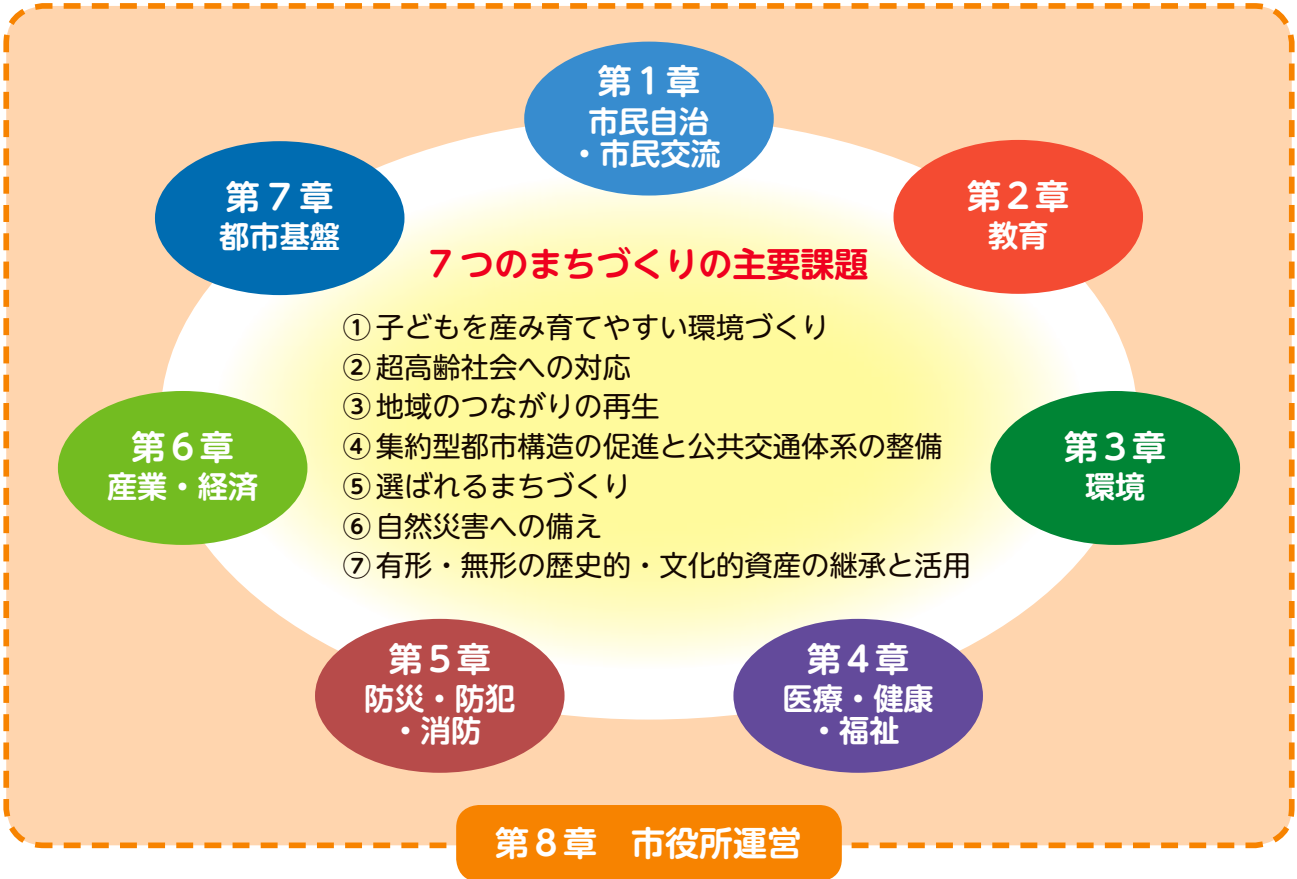 第1章
市民自治
・市民交流
第2章
教育
第3章
環境
第4章
医療・健康
・福祉
第5章
防災・防犯
・消防
第6章
産業・経済
第7章
都市基盤
7つのまちづくりの主要課題
①子どもを産み育てやすい環境づくり
②超高齢社会への対応
③地域のつながりの再生
④集約型都市構造の促進と公共交通体系の整備
⑤選ばれるまちづくり
⑥自然災害への備え
⑦有形・無形の歴史的・文化的資産の継承と活用
第8章　市役所運営